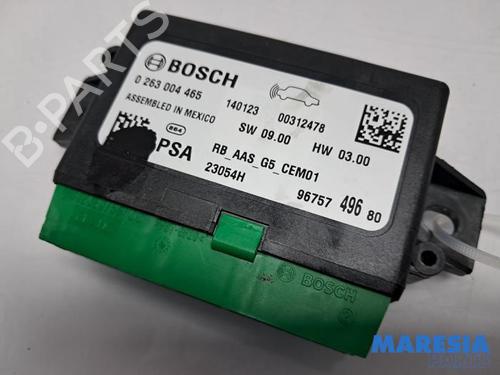 BOSCH
0 263 004 465
140123 00312478
ASSEMBLED IN MEXICO
SW 09.00 HW 03.00
864
PSA
RB_AAS_G5_CEM01
23054H
96757 496 80
BOSCH
B-PARTS
MARESIA